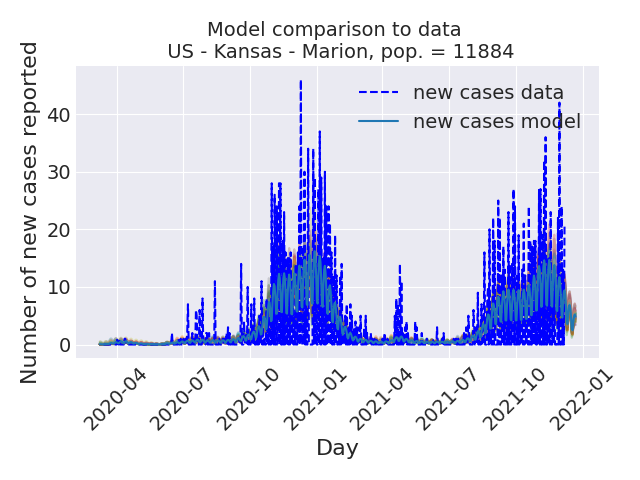 Model comparison to data
US - Kansas - Marion, pop. = 11884
Number of new cases reported
40
30
20
10
0
new cases data
new cases model
2020-04
2020-07
2020-10
2021-01
2021-04
2021-07
2021-10
2022-01
Day